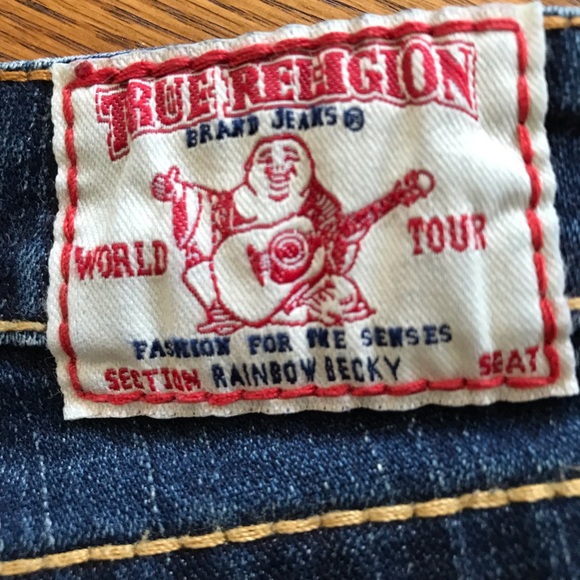 TRUE RELIGION
BRAND JEANS ®
WORLD TOUR
FASHION FOR THE SENSES
SECTION RAINBOW BECKY SEAT